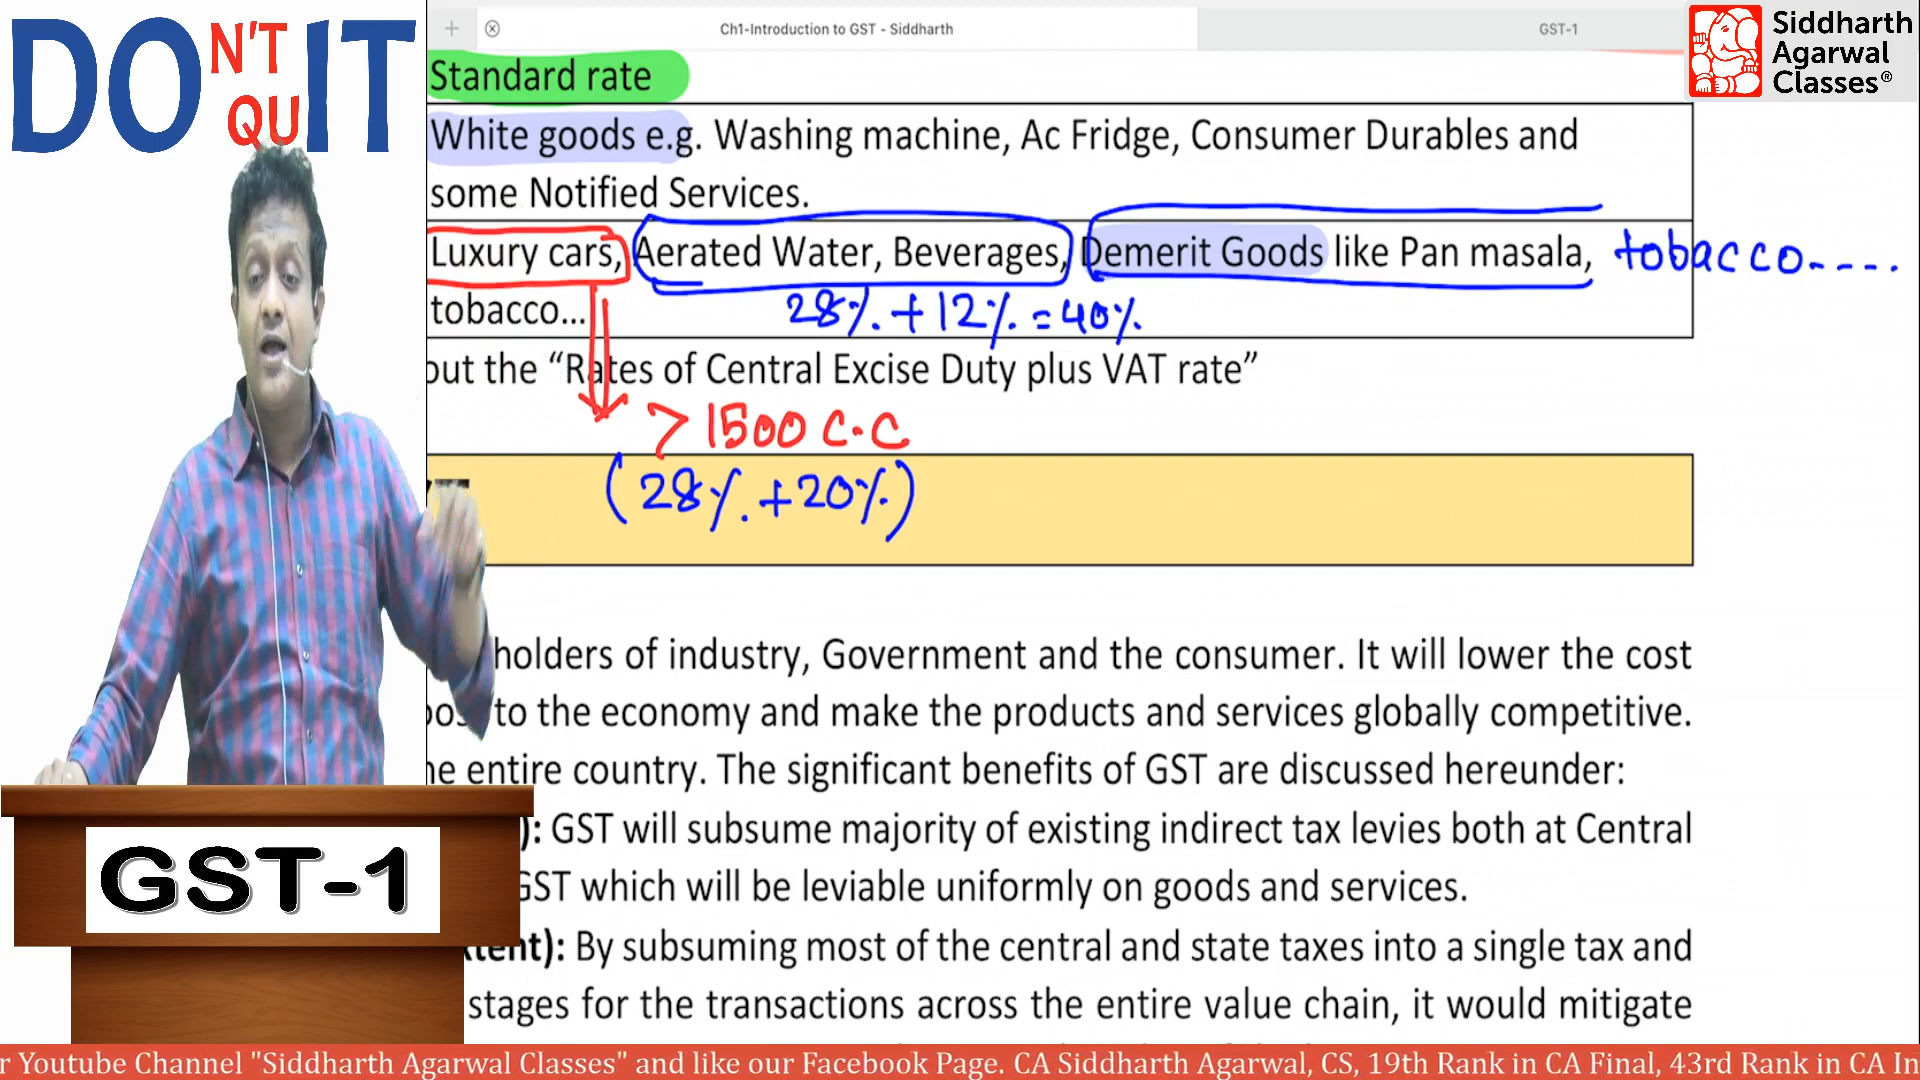 DON'T QUIT
Ch1-Introduction to GST - Siddharth
GST-1
Siddharth
Agarwal
Classes®
Standard rate
White goods e.g. Washing machine, Ac Fridge, Consumer Durables and
some Notified Services.
Luxury cars, Aerated Water, Beverages, Demerit Goods like Pan masala, tobacco----.
tobacco...
28% + 12% = 40%
out the “Rates of Central Excise Duty plus VAT rate”
> 1500 C.C
(28% + 20%)
holders of industry, Government and the consumer. It will lower the cost
to the economy and make the products and services globally competitive.
entire country. The significant benefits of GST are discussed hereunder:
): GST will subsume majority of existing indirect tax levies both at Central
GST which will be leviable uniformly on goods and services.
tent): By subsuming most of the central and state taxes into a single tax and
stages for the transactions across the entire value chain, it would mitigate
GST-1
r Youtube Channel "Siddharth Agarwal Classes" and like our Facebook Page. CA Siddharth Agarwal, CS, 19th Rank in CA Final, 43rd Rank in CA In